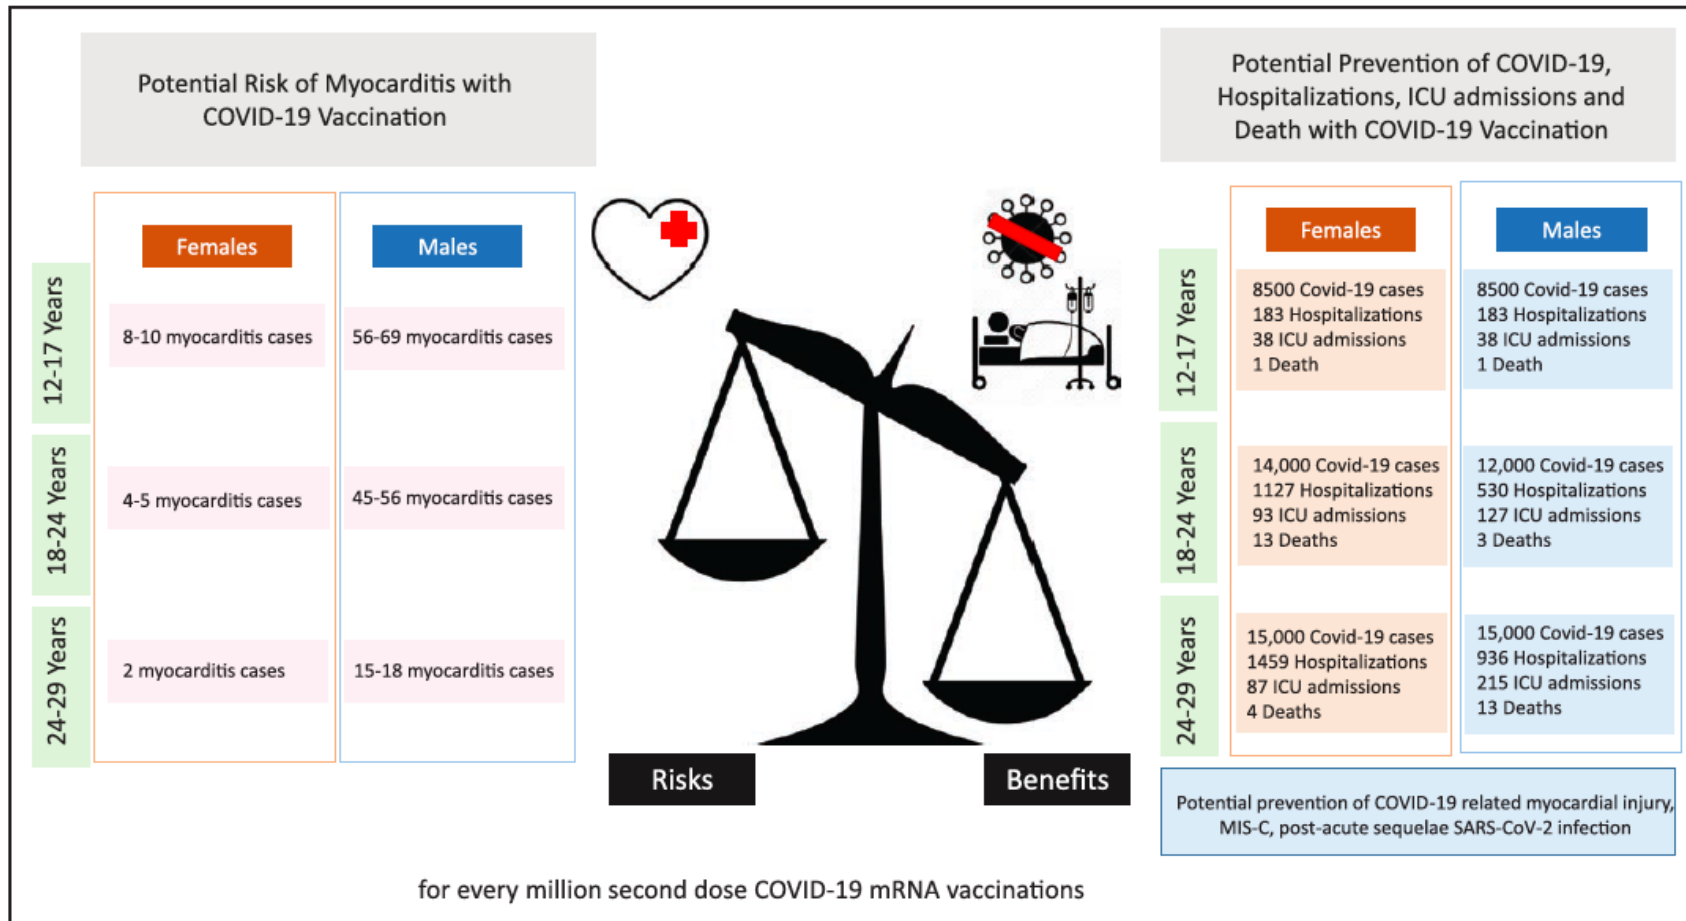 Potential Risk of Myocarditis with
COVID-19 Vaccination
Females
Males
12-17 Years
8-10 myocarditis cases
56-69 myocarditis cases
18-24 Years
4-5 myocarditis cases
45-56 myocarditis cases
24-29 Years
2 myocarditis cases
15-18 myocarditis cases
Risks
Benefits
Potential Prevention of COVID-19,
Hospitalizations, ICU admissions and
Death with COVID-19 Vaccination
Females
Males
12-17 Years
8500 Covid-19 cases
183 Hospitalizations
38 ICU admissions
1 Death
8500 Covid-19 cases
183 Hospitalizations
38 ICU admissions
1 Death
18-24 Years
14,000 Covid-19 cases
1127 Hospitalizations
93 ICU admissions
13 Deaths
12,000 Covid-19 cases
530 Hospitalizations
127 ICU admissions
3 Deaths
24-29 Years
15,000 Covid-19 cases
1459 Hospitalizations
87 ICU admissions
4 Deaths
15,000 Covid-19 cases
936 Hospitalizations
215 ICU admissions
13 Deaths
Potential prevention of COVID-19 related myocardial injury,
MIS-C, post-acute sequelae SARS-CoV-2 infection
for every million second dose COVID-19 mRNA vaccinations